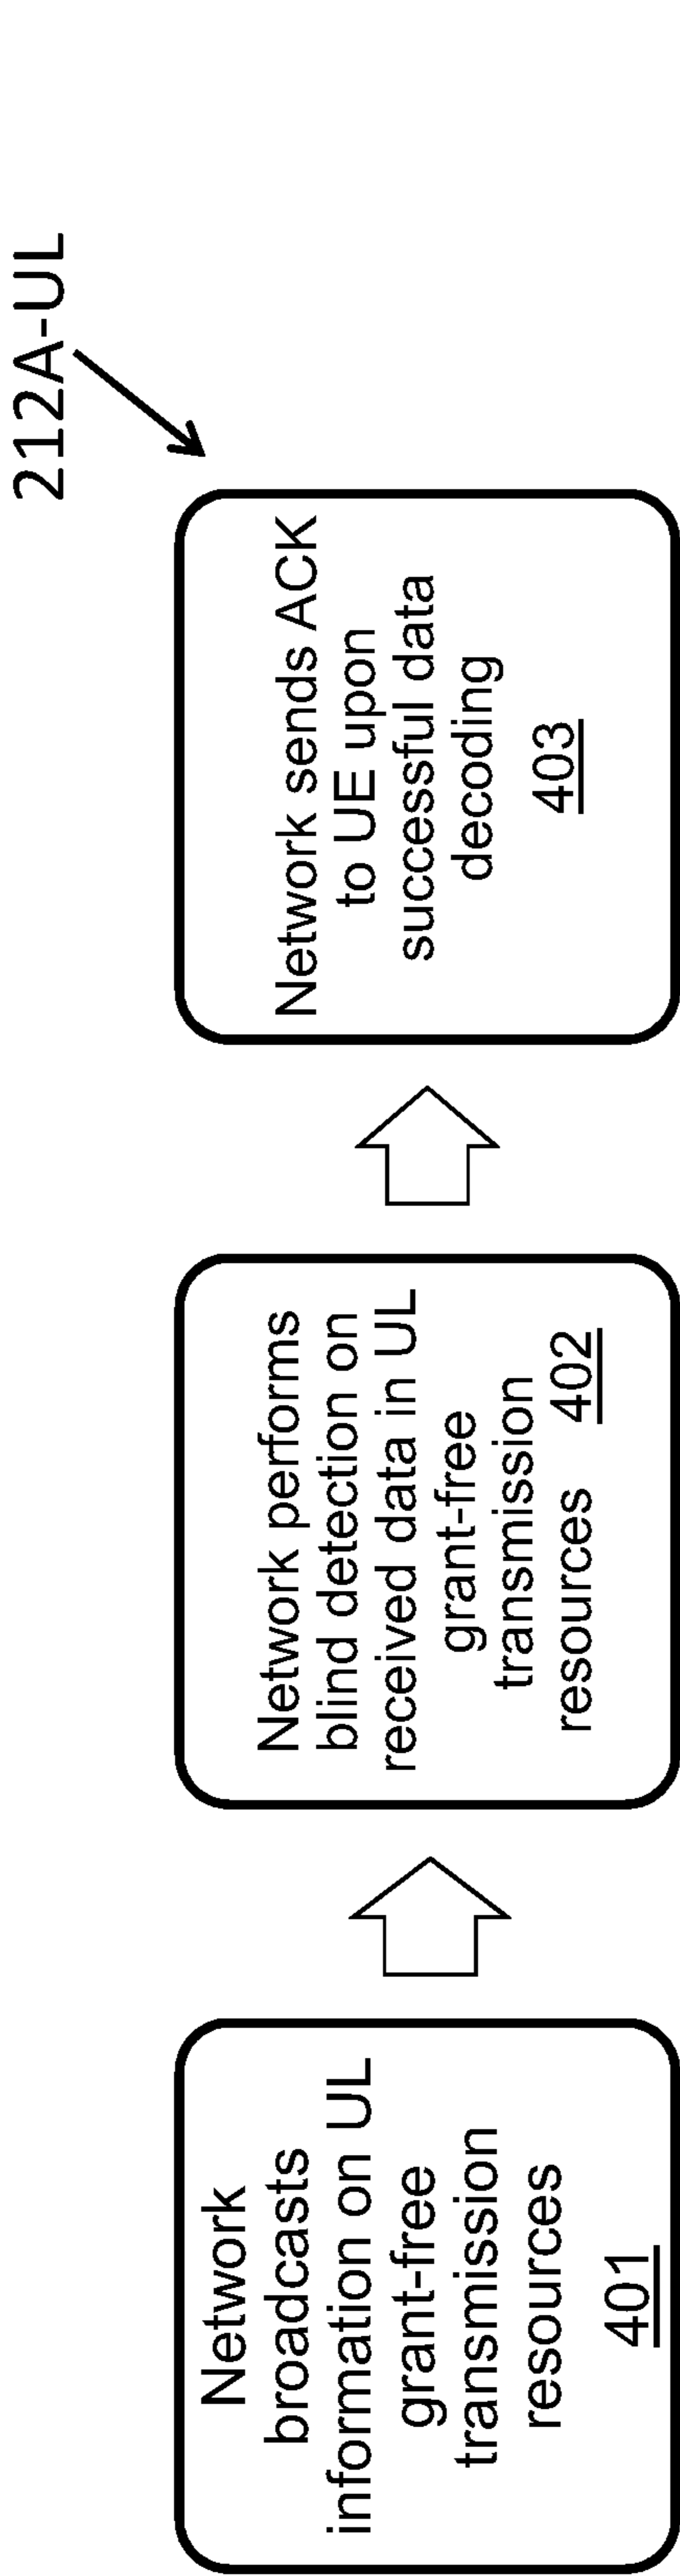 212A-UL
Network
broadcasts
information on UL
grant-free
transmission
resources
401
Network performs
blind detection on
received data in UL
grant-free
transmission
resources 402
Network sends ACK
to UE upon
successful data
decoding
403